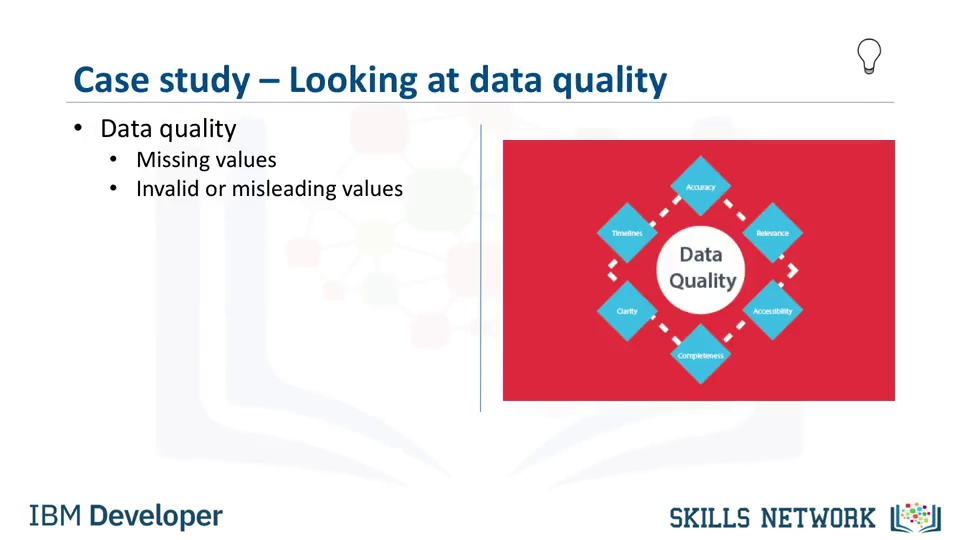 Case study – Looking at data quality
• Data quality
• Missing values
• Invalid or misleading values
Accuracy
Timelines
Relevance
Data
Quality
Clarity
Accessibility
Completeness
IBM Developer
SKILLS NETWORK